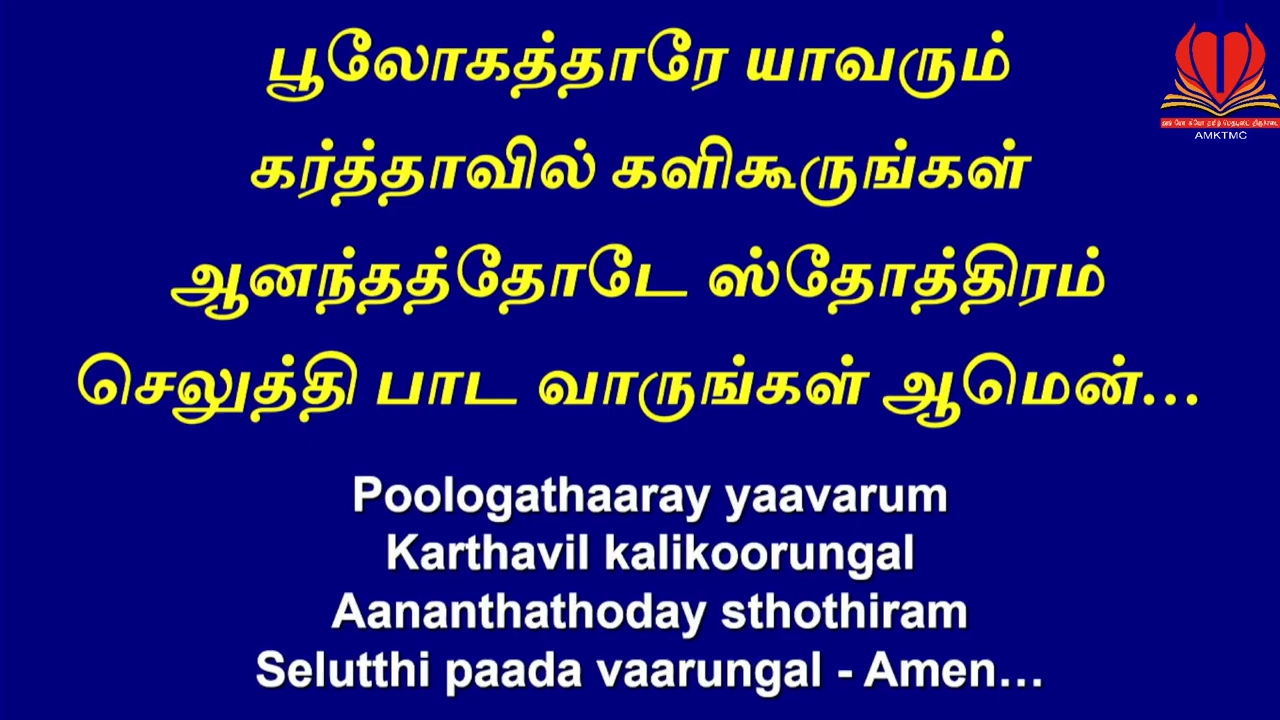 பூலோகத்தாரே யாவரும்
கர்த்தாவில் களிகூருங்கள்
ஆனந்தத்தோடே ஸ்தோத்திரம்
செலுத்தி பாட வாருங்கள் ஆமென்...
AMKTMC
Poologathaaray yaavarum
Karthavil kalikoorungal
Aananthathoday sthothiram
Selutthi paada vaarungal - Amen...